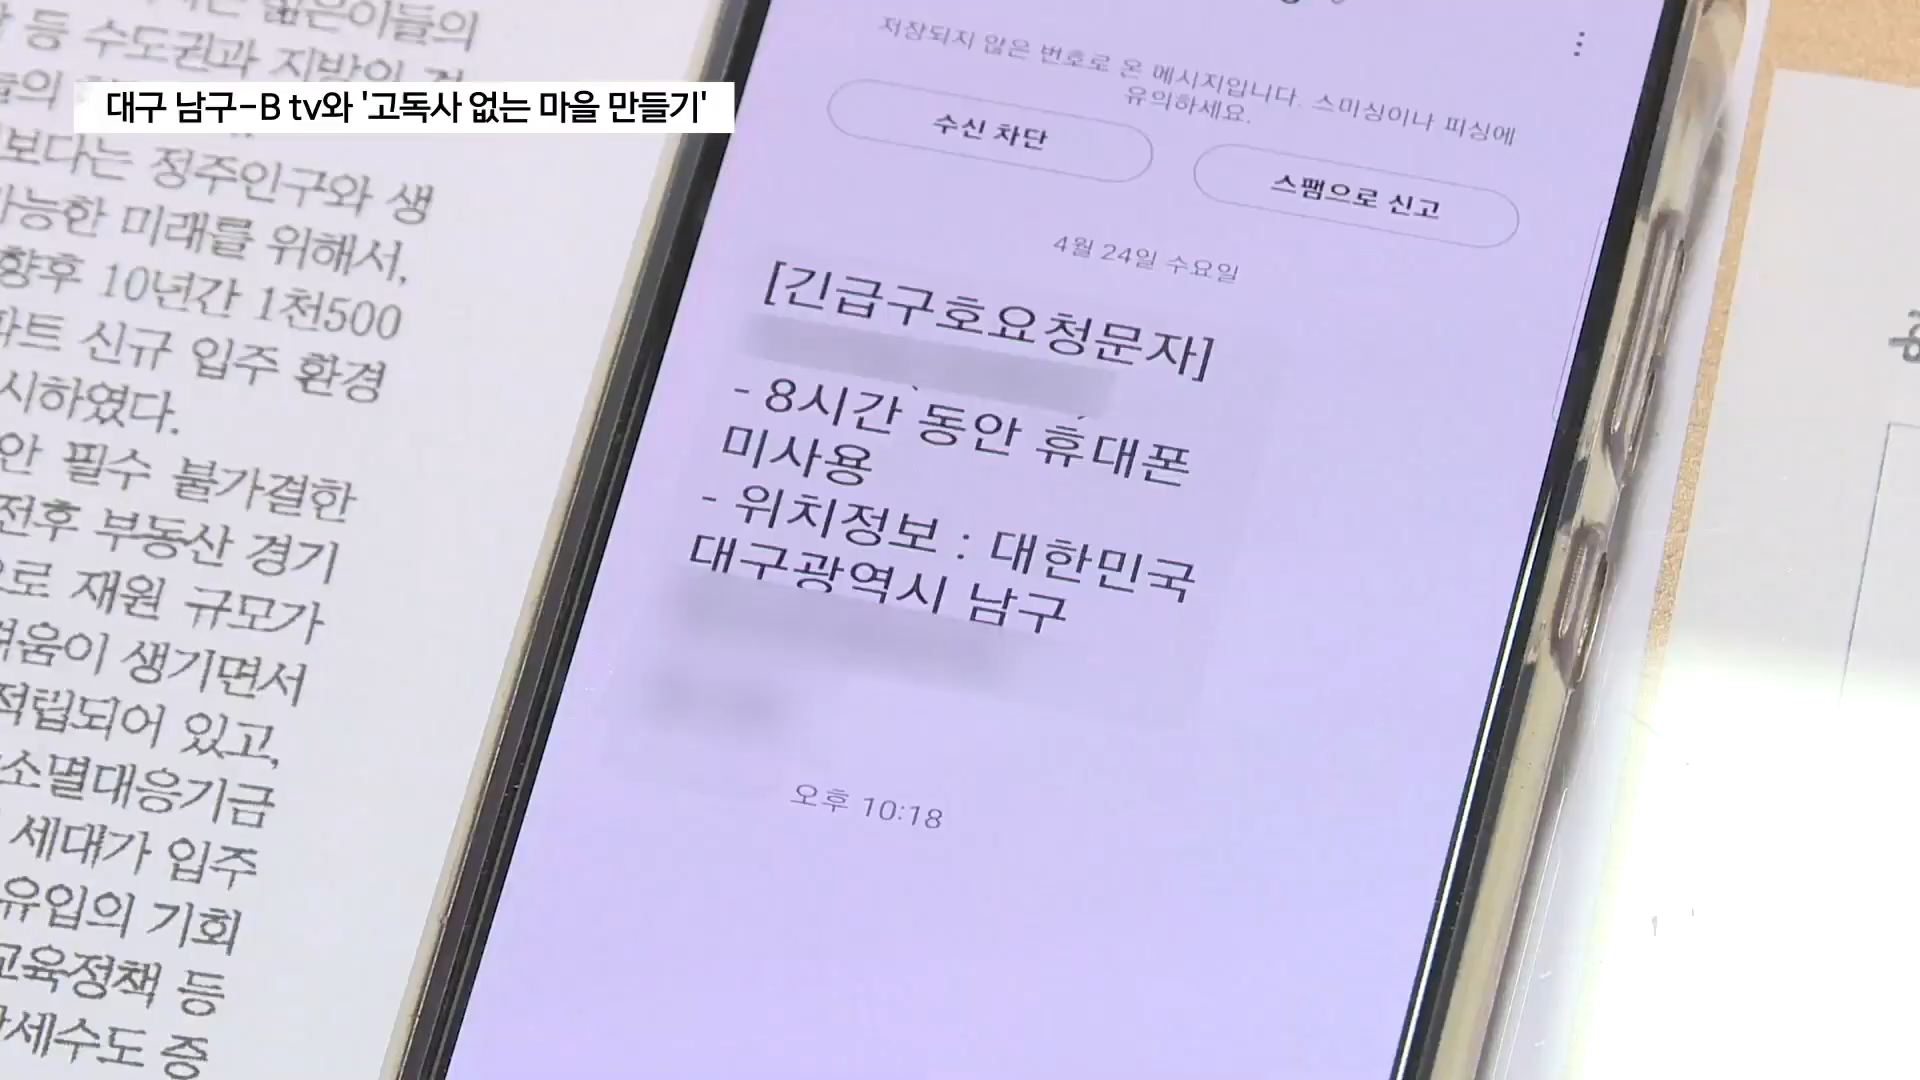 대구 남구-B tv와 '고독사 없는 마을 만들기'
젊은이들의
등 수도권과 지방의
보다는 정주인구와 생
가능한 미래를 위해서,
향후 10년간 1천500
파트 신규 입주 환경
시하였다.
안 필수 불가결한
전후 부동산 경기
으로 재원 규모가
려움이 생기면서
적립되어 있고,
소멸대응기금
세대가 입주
유입의 기회
교육정책 등
세수도 증
저장되지 않은 번호로 온 메시지입니다. 스미싱이나 피싱에
유의하세요.
수신 차단
스팸으로 신고
4월 24일 수요일
[긴급구호요청문자]
- 8시간 동안 휴대폰
미사용
- 위치정보 : 대한민국
대구광역시 남구
오후 10:18